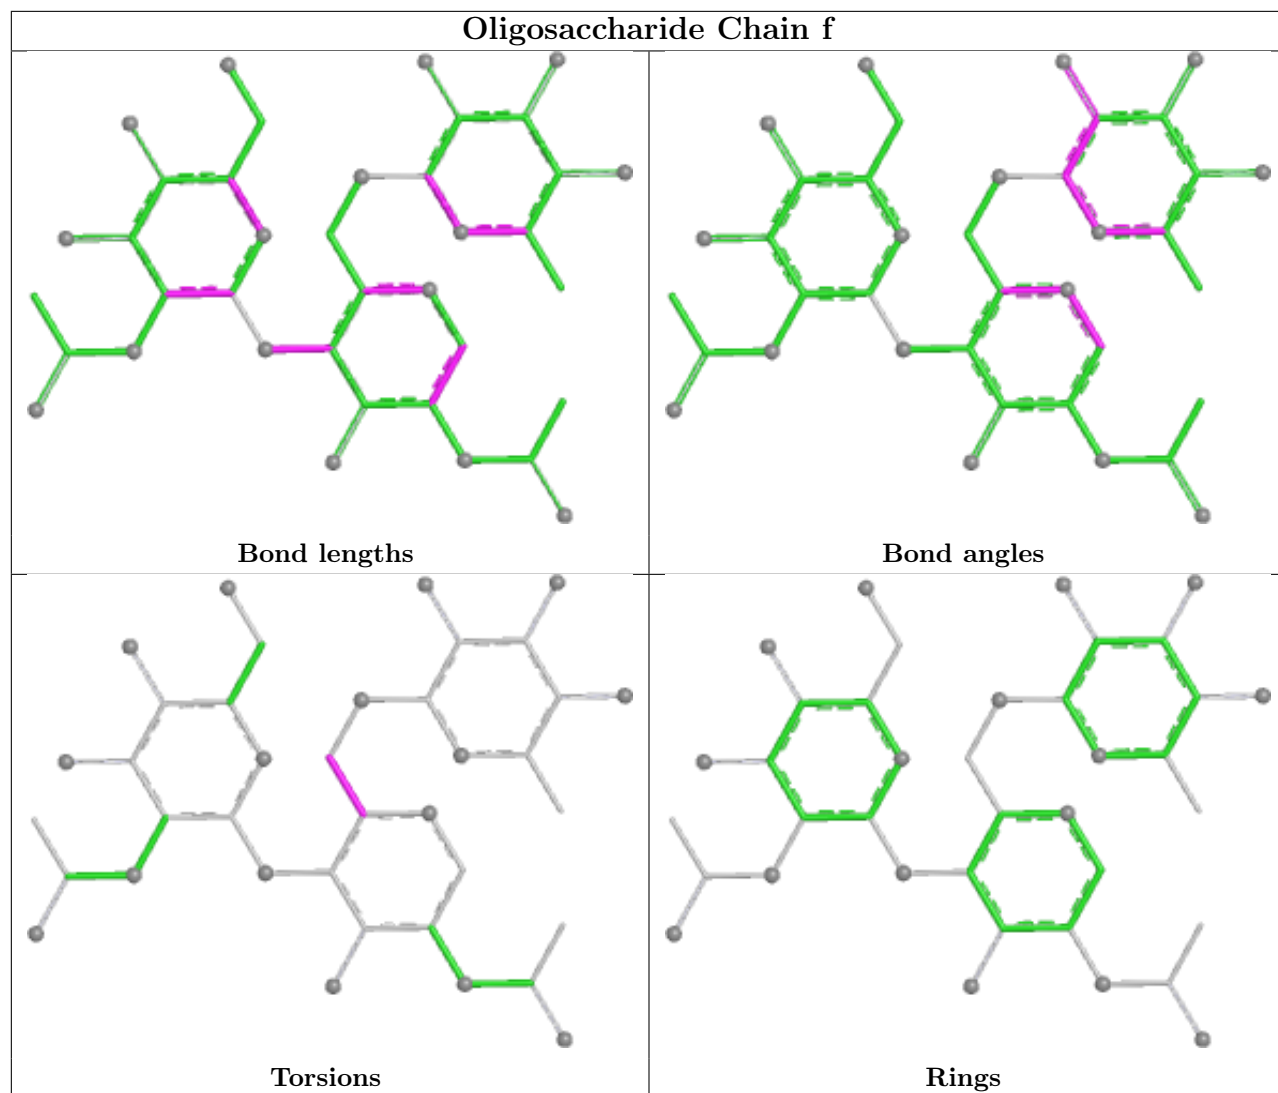 Oligosaccharide Chain f
Bond lengths
Bond angles
Torsions
Rings